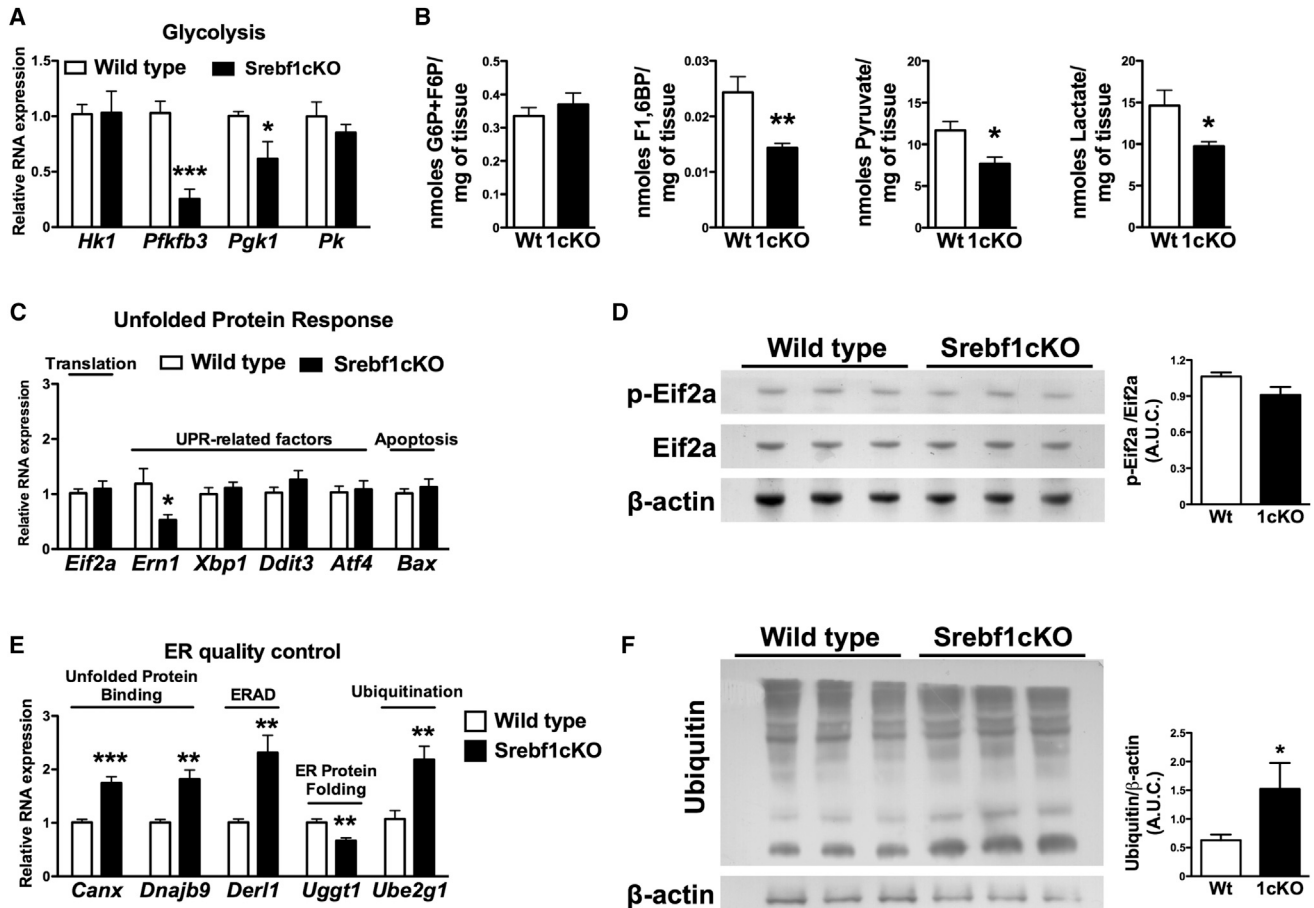 A
Glycolysis
Wild type Srebf1cKO
Relative RNA expression
1.5
1.0
0.5
0
***
*
Hk1 Pfkfb3 Pgk1 Pk
B
nmoles G6P+F6P/
mg of tissue
0.5
0.4
0.3
0.2
0.1
0
Wt 1cKO
nmoles F1,6BP/
mg of tissue
0.03
0.02
0.01
0
**
Wt 1cKO
nmoles Pyruvate/
mg of tissue
20
15
10
5
0
*
Wt 1cKO
nmoles Lactate/
mg of tissue
20
15
10
5
0
*
Wt 1cKO
C
Unfolded Protein Response
Translation Wild type Srebf1cKO
Relative RNA expression
3
2
1
0
UPR-related factors Apoptosis
*
Eif2a Ern1 Xbp1 Ddit3 Atf4 Bax
D
Wild type Srebf1cKO
p-Eif2a
Eif2a
β-actin
p-Eif2a /Eif2a
(A.U.C.)
1.2
0.9
0.6
0.3
0
Wt 1cKO
E
ER quality control
Unfolded Protein
Binding
ERAD
Ubiquitination
ER Protein
Folding
Wild type
Srebf1cKO
Relative RNA expression
3
2
1
0
*** ** ** ** **
Canx Dnajb9 Derl1 Uggt1 Ube2g1
F
Wild type Srebf1cKO
Ubiquitin
β-actin
Ubiquitin/β-actin
(A.U.C.)
2.5
2.0
1.5
1.0
0.5
0
*
Wt 1cKO